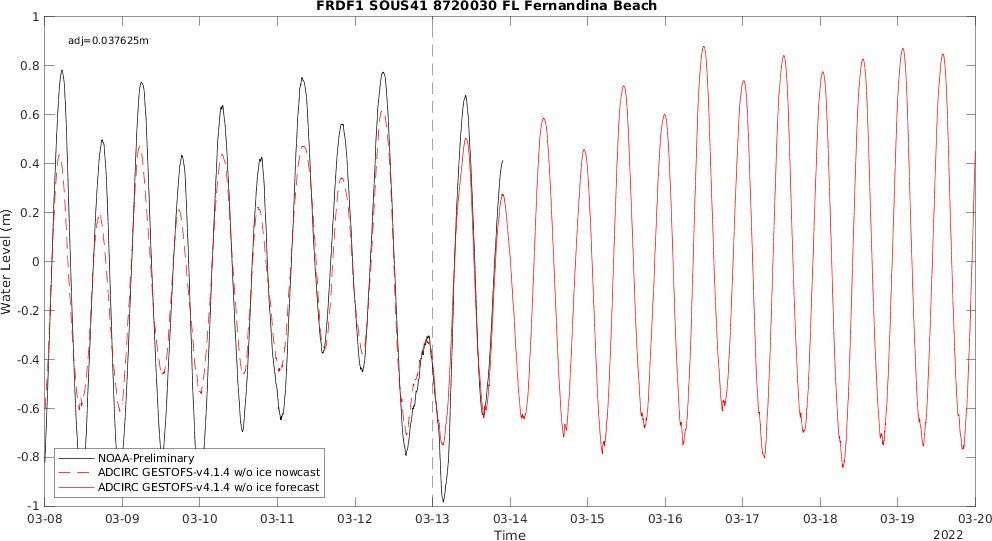 FRDF1 SOUS41 8720030 FL Fernandina Beach
adj=0.037625m
1
0.8
0.6
0.4
0.2
0
-0.2
-0.4
-0.6
-0.8
-1
Water Level (m)
NOAA-Preliminary
ADCIRC GESTOFS-v4.1.4 w/o ice nowcast
ADCIRC GESTOFS-v4.1.4 w/o ice forecast
03-08 03-09 03-10 03-11 03-12 03-13 03-14 03-15 03-16 03-17 03-18 03-19 03-20
Time
2022